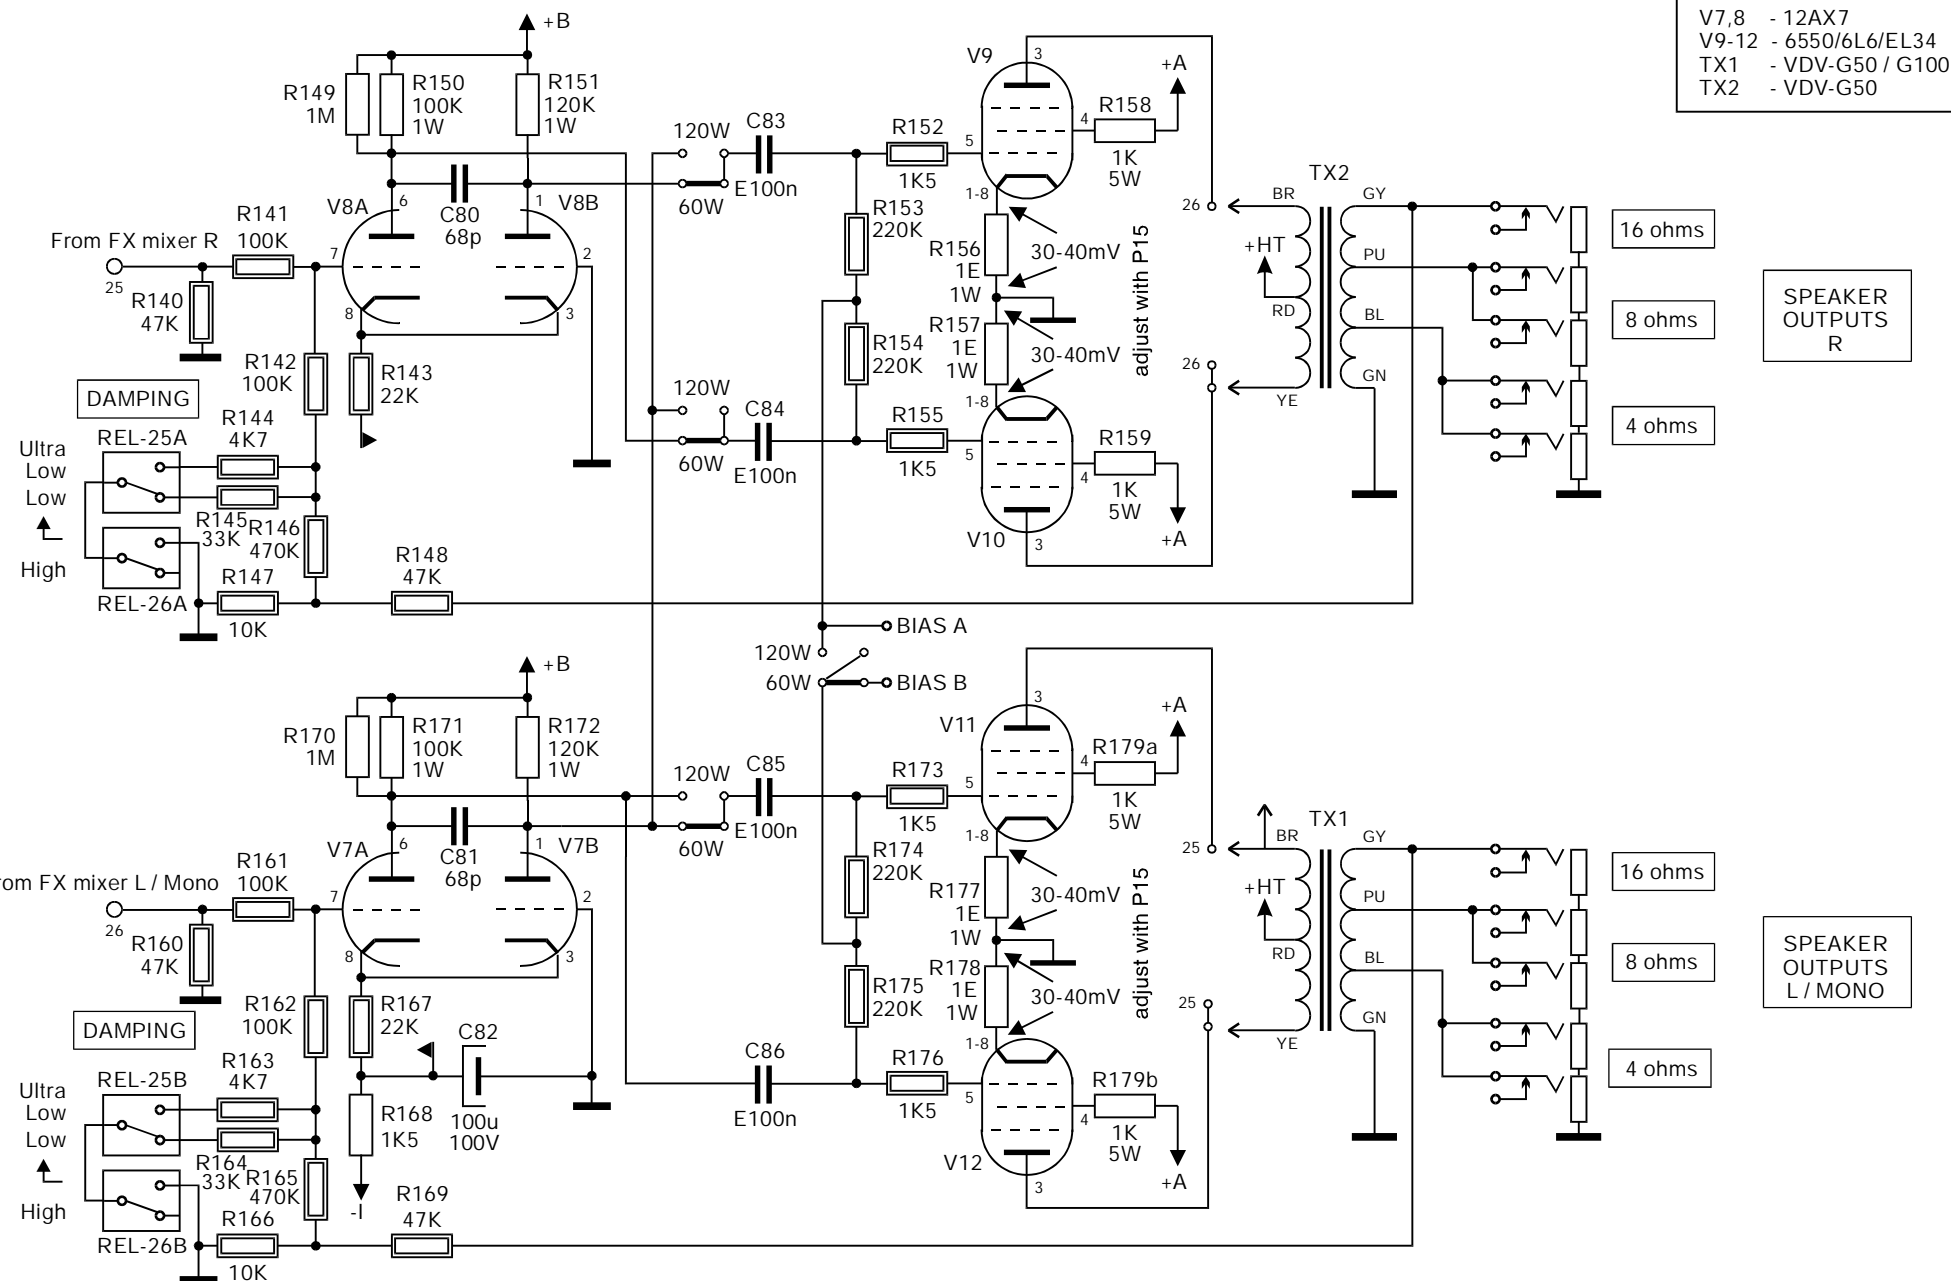 V7,8 - 12AX7
V9-12 - 6550/6L6/EL34
TX1 - VDV-G50 / G100
TX2 - VDV-G50
+B
R149
1M
R150
100K
1W
R151
120K
1W
V8A
6
C80
68p
1
V8B
From FX mixer R
25
R141
100K
R140
47K
7
2
8
3
R142
100K
R143
22K
DAMPING
REL-25A
Ultra
Low
Low
High
R144
4K7
R145
33K
R146
470K
REL-26A
R147
10K
R148
47K
120W
60W
C83
E100n
120W
60W
C84
E100n
R152
1K5
R153
220K
R154
220K
R155
1K5
V9
3
5
4
1-8
R158
1K
5W
+A
R156
1E
1W
30-40mV
R157
1E
1W
30-40mV
adjust with P15
1-8
5
4
V10
3
R159
1K
5W
+A
26
26
TX2
BR
+HT
RD
YE
GY
PU
BL
GN
16 ohms
8 ohms
4 ohms
SPEAKER
OUTPUTS
R
BIAS A
120W
60W
BIAS B
+B
R170
1M
R171
100K
1W
R172
120K
1W
V7A
6
C81
68p
1
V7B
rom FX mixer L / Mono
26
R161
100K
R160
47K
7
2
8
3
R162
100K
R167
22K
C82
100u
100V
R168
1K5
-I
DAMPING
REL-25B
Ultra
Low
Low
High
R163
4K7
R164
33K
R165
470K
REL-26B
R166
10K
R169
47K
120W
60W
C85
E100n
C86
E100n
R173
1K5
R174
220K
R175
220K
R176
1K5
V11
3
5
4
1-8
R179a
1K
5W
+A
R177
1E
1W
30-40mV
R178
1E
1W
30-40mV
adjust with P15
1-8
5
4
V12
3
R179b
1K
5W
+A
25
25
TX1
BR
+HT
RD
YE
GY
PU
BL
GN
16 ohms
8 ohms
4 ohms
SPEAKER
OUTPUTS
L / MONO